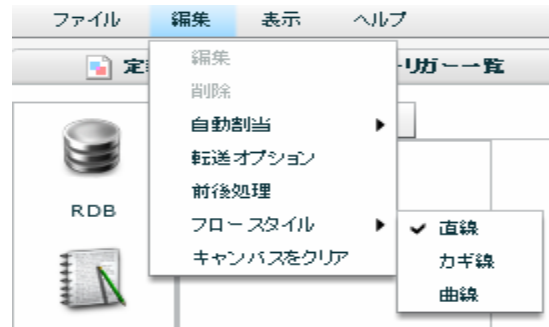 ファイル 編集 表示 ヘルプ
編集
削除
自動割当
転送オプション
前後処理
フロースタイル
キャンバスをクリア
直線
カギ線
曲線
定
リガー一覧
RDB